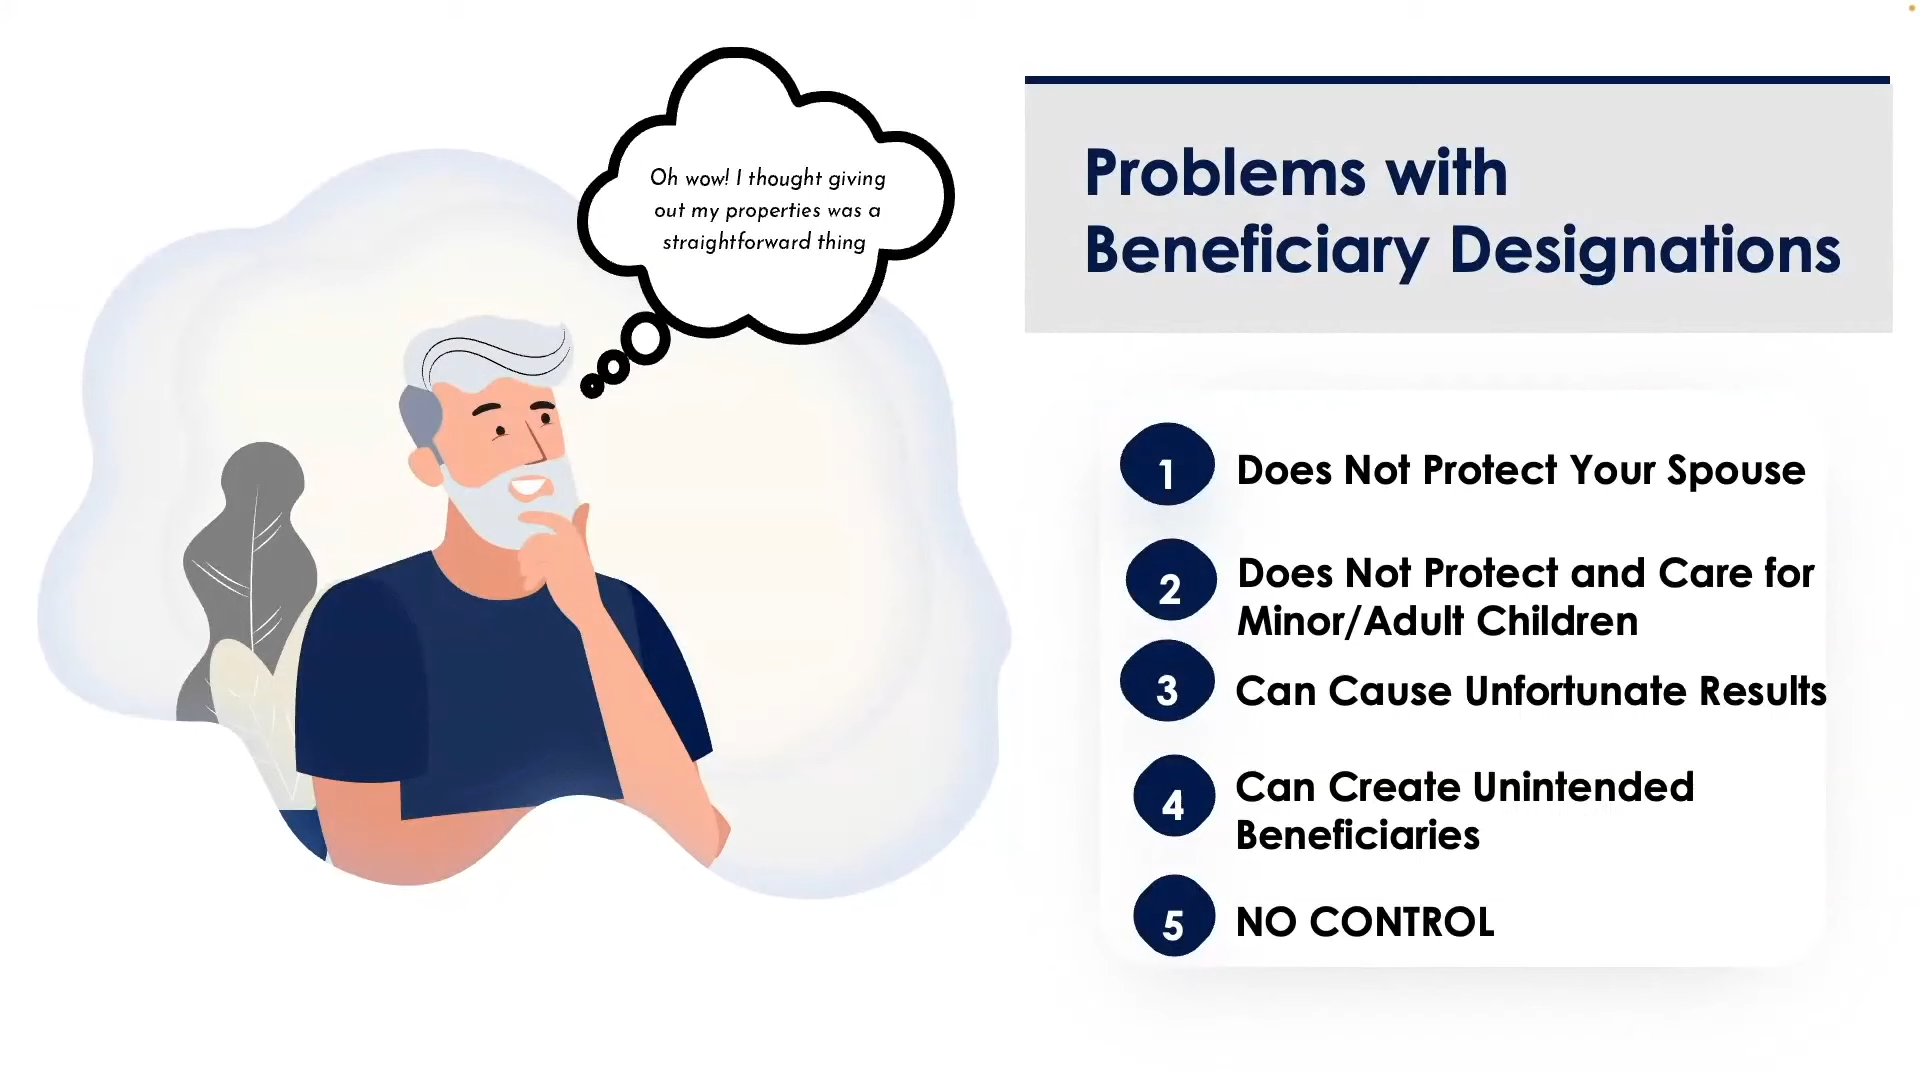 Oh wow! I thought giving
out my properties was a
straightforward thing
Problems with
Beneficiary Designations
1 Does Not Protect Your Spouse
2 Does Not Protect and Care for
Minor/Adult Children
3 Can Cause Unfortunate Results
4 Can Create Unintended
Beneficiaries
5 NO CONTROL